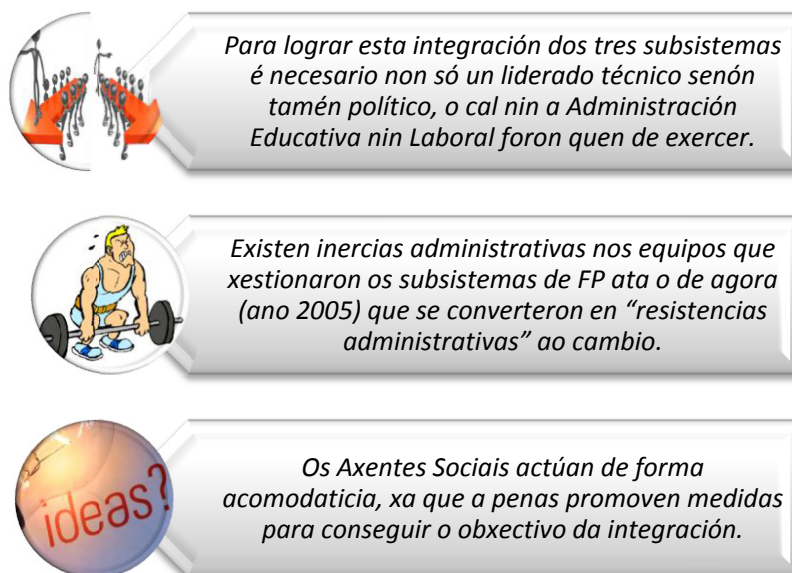 Para lograr esta integración dos tres subsistemas
é necesario non só un liderado técnico senón
tamén político, o cal nin a Administración
Educativa nin Laboral foron quen de exercer.
Existen inercias administrativas nos equipos que
xestionaron os subsistemas de FP ata o de agora
(ano 2005) que se converteron en “resistencias
administrativas” ao cambio.
ideas?
Os Axentes Sociais actúan de forma
acomodaticia, xa que a penas promoven medidas
para conseguir o obxectivo da integración.